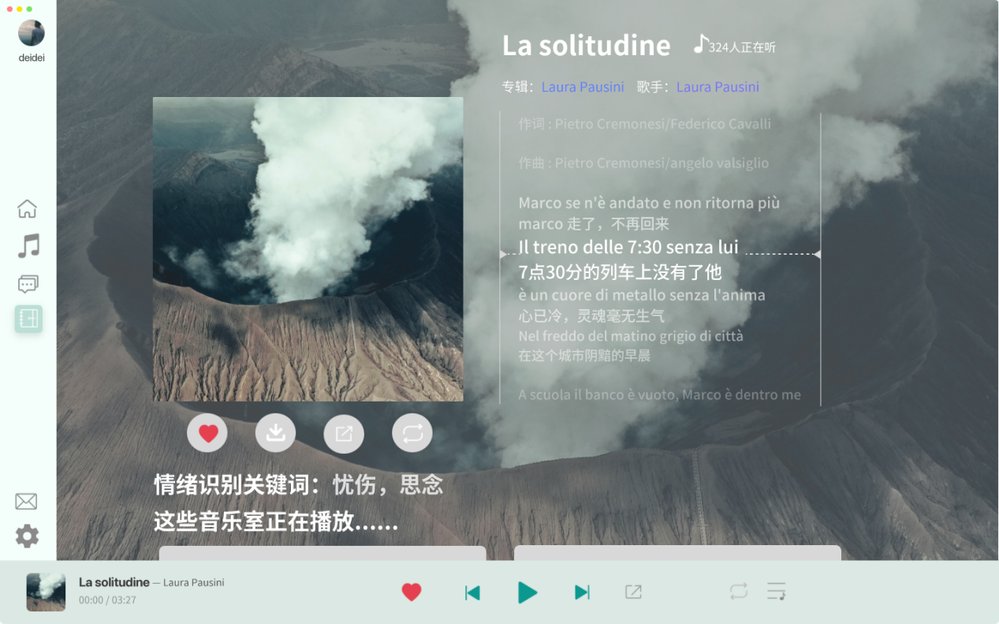 deidei
La solitudine
324人正在听
专辑：Laura Pausini 歌手：Laura Pausini
作词 : Pietro Cremonesi/Federico Cavalli
作曲 : Pietro Cremonesi/angelo valsiglio
Marco se n'è andato e non ritorna più
marco 走了，不再回来
Il treno delle 7:30 senza lui
7点30分的列车上没有了他
è un cuore di metallo senza l'anima
心已冷，灵魂毫无生气
Nel freddo del matino grigio di città
在这个城市阴黯的早晨
A scuola il banco è vuoto, Marco è dentro me
情绪识别关键词：忧伤，思念
这些音乐室正在播放......
La solitudine — Laura Pausini
00:00 / 03:27